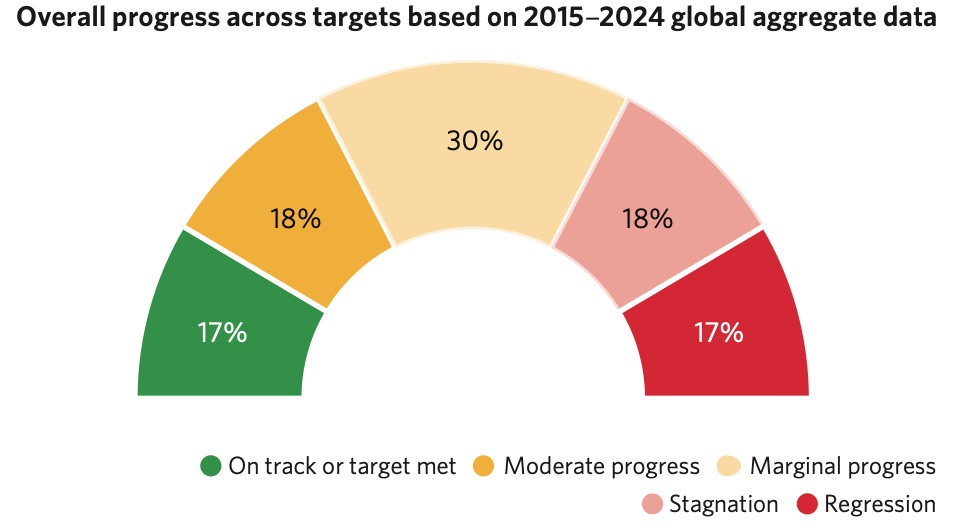 Overall progress across targets based on 2015–2024 global aggregate data
30%
18%
18%
17%
17%
On track or target met
Moderate progress
Marginal progress
Stagnation
Regression